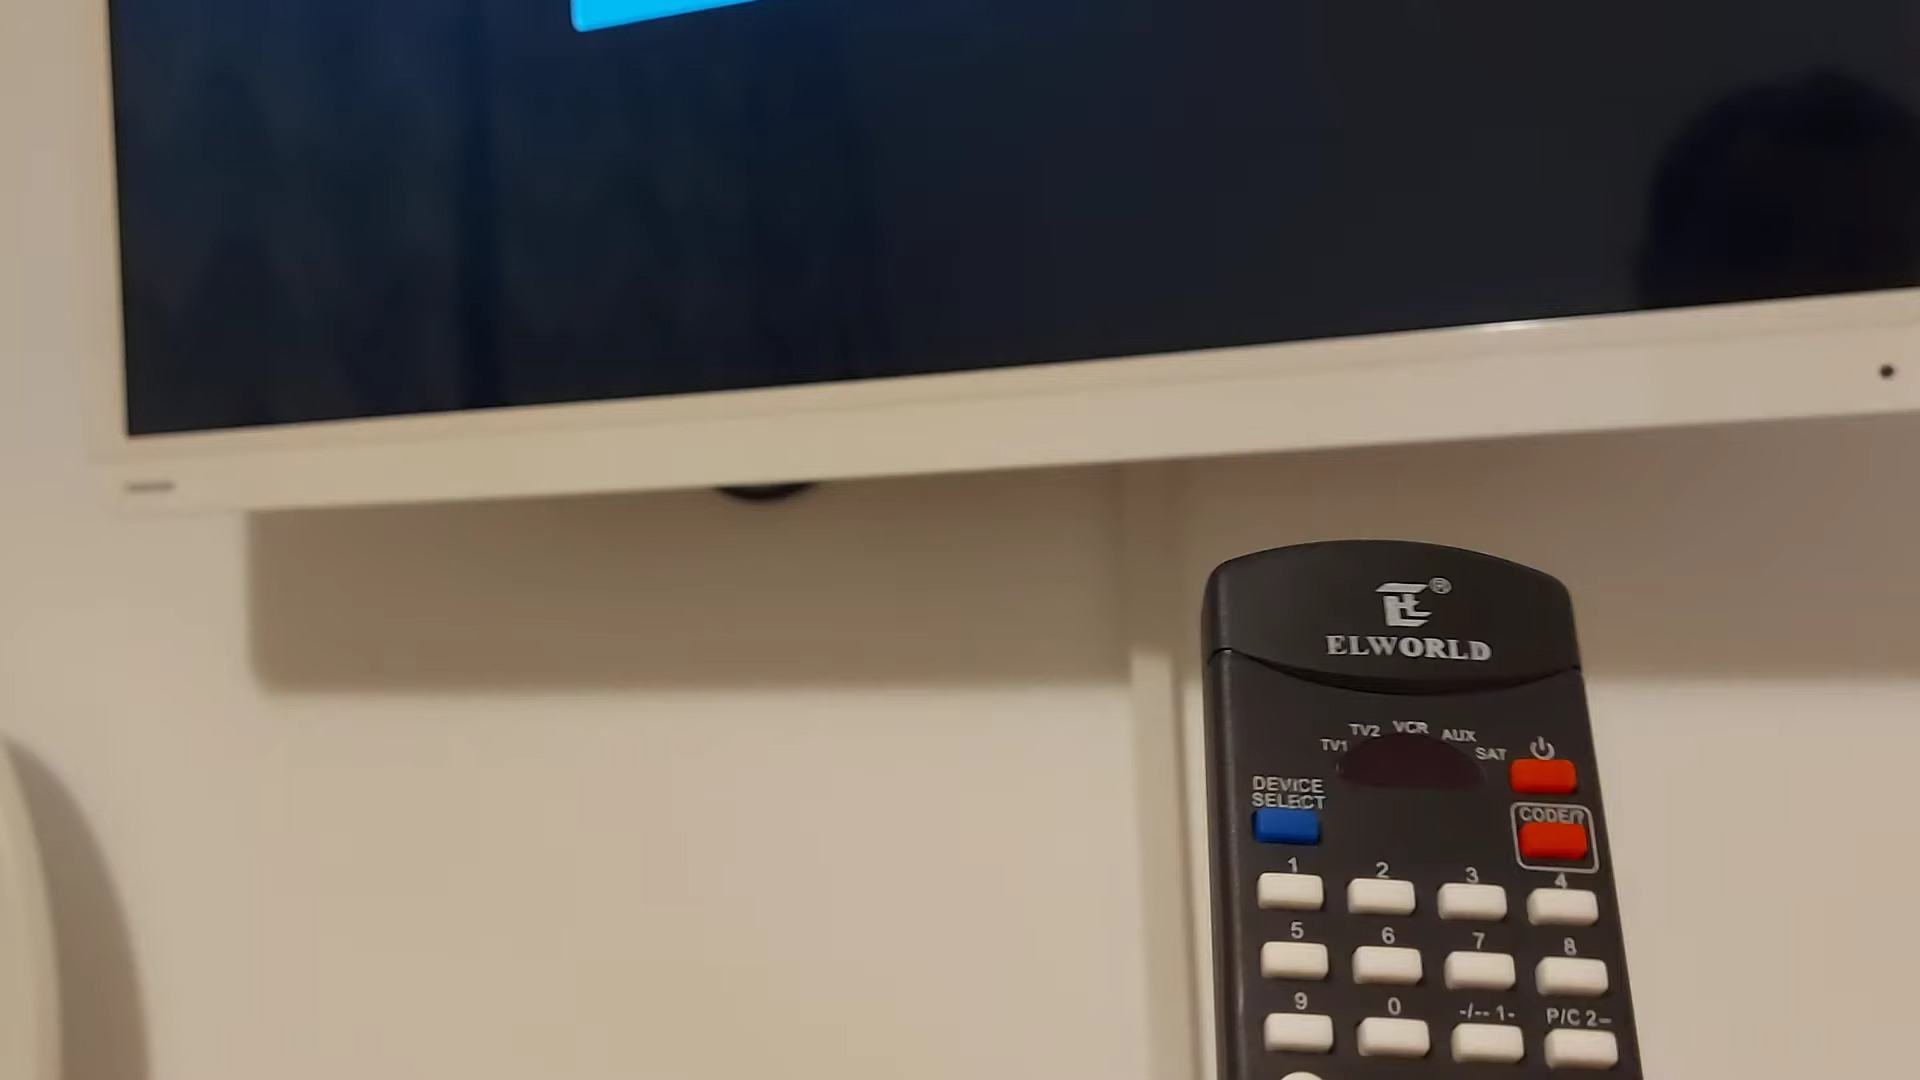 ELWORLD
®
TV1 TV2 VCR AUX SAT
DEVICE
SELECT
CODE/?
1 2 3 4
5 6 7 8
9 0 -/-- 1- P/C 2-